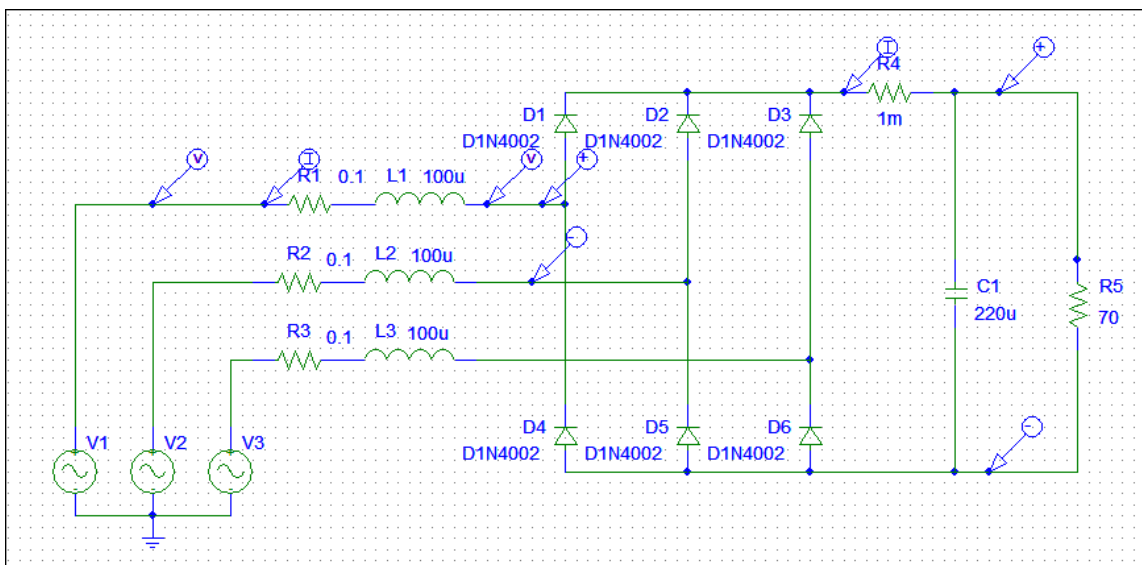 I
+
R4
D1 D2 D3
1m
D1N4002 D1N4002 D1N4002
V I V +
R1 0.1 L1 100u
-
R2 0.1 L2 100u
C1 R5
220u 70
R3 0.1 L3 100u
D4 D5 D6 -
V1 V2 V3
D1N4002 D1N4002 D1N4002